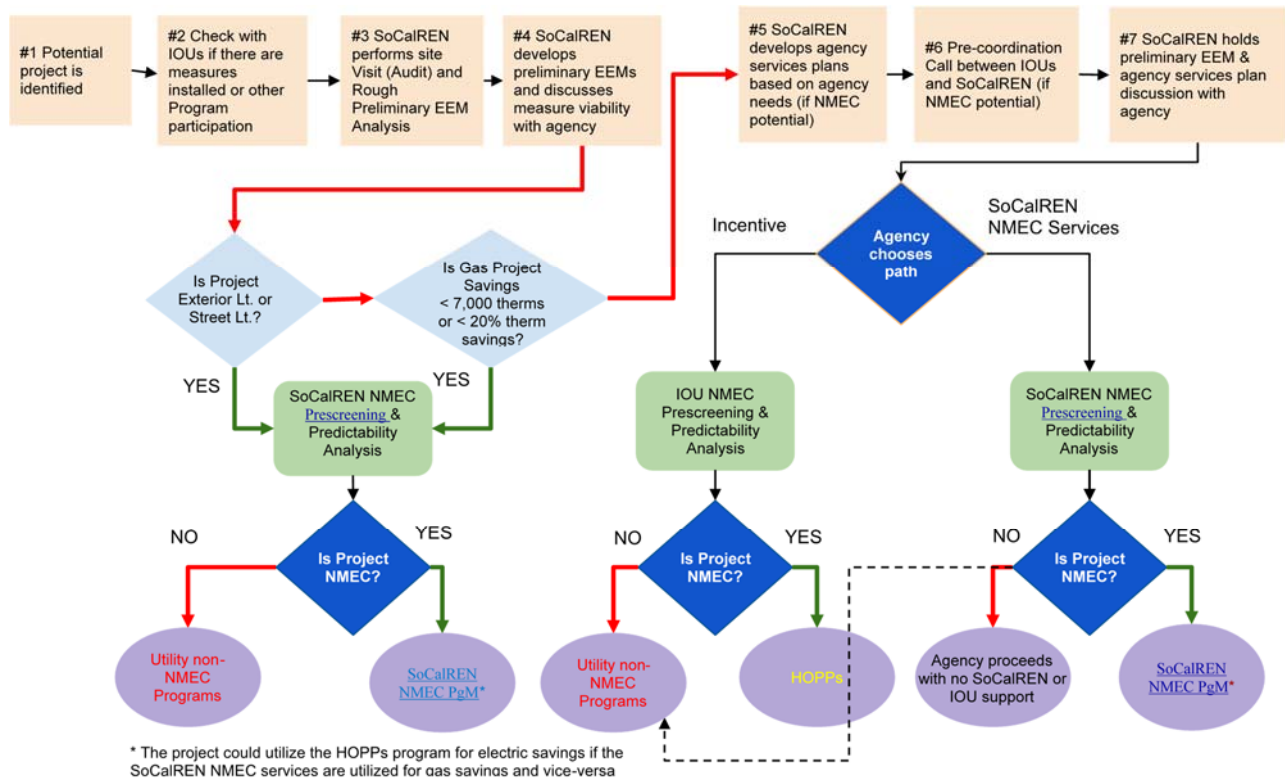 #1 Potential
project is
identified
#2 Check with
IOUs if there are
measures
installed or other
Program
participation
#3 SoCalREN
performs site
Visit (Audit) and
Rough
Preliminary EEM
Analysis
#4 SoCalREN
develops
preliminary EEMs
and discusses
measure viability
with agency
#5 SoCalREN
develops agency
services plans
based on agency
needs (if NMEC
potential)
#6 Pre-coordination
Call between IOUs
and SoCalREN (if
NMEC potential)
#7 SoCalREN holds
preliminary EEM &
agency services plan
discussion with
agency
Is Project
Exterior Lt. or
Street Lt.?
Is Gas Project
Savings
< 7,000 therms
or < 20% therm
savings?
Incentive
Agency
chooses
path
SoCalREN
NMEC Services
YES
YES
SoCalREN NMEC
Prescreening &
Predictability
Analysis
IOU NMEC
Prescreening &
Predictability
Analysis
SoCalREN NMEC
Prescreening &
Predictability
Analysis
NO
Is Project
NMEC?
YES
NO
Is Project
NMEC?
YES
NO
Is Project
NMEC?
YES
Utility non-
NMEC
Programs
SoCalREN
NMEC PgM*
Utility non-
NMEC
Programs
HOPPs
Agency proceeds
with no SoCalREN or
IOU support
SoCalREN
NMEC PgM*
* The project could utilize the HOPPs program for electric savings if the
SoCalREN NMEC services are utilized for gas savings and vice-versa